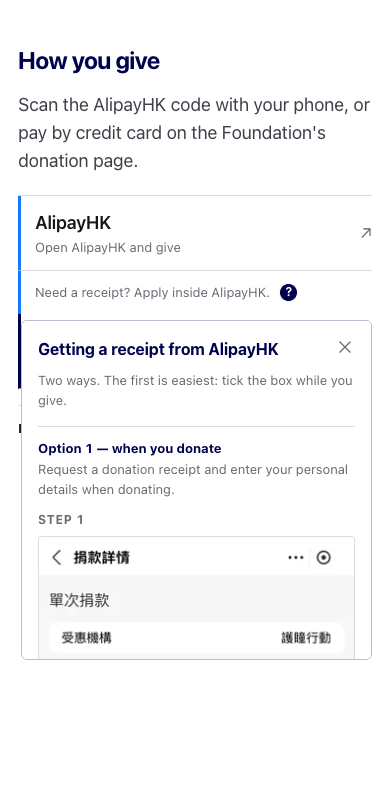 How you give
Scan the AlipayHK code with your phone, or
pay by credit card on the Foundation's
donation page.
AlipayHK
Open AlipayHK and give
Need a receipt? Apply inside AlipayHK. ?
Getting a receipt from AlipayHK
Two ways. The first is easiest: tick the box while you
give.
Option 1 — when you donate
Request a donation receipt and enter your personal
details when donating.
STEP 1
捐款詳情
單次捐款
受惠機構 護瞳行動